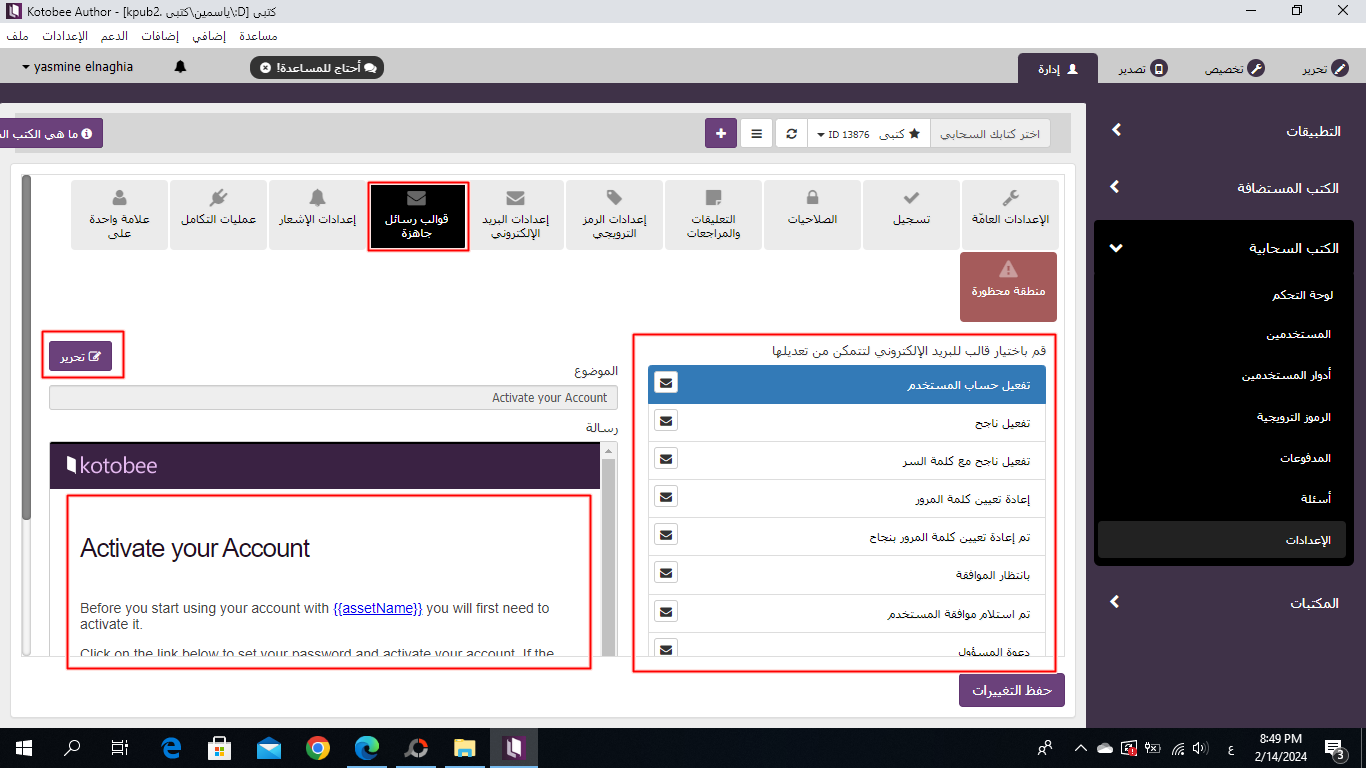 Kotobee Author - [kpub2. كتبى\ياسمين\:D] كتبى
ملف الإعدادات الدعم إضافات إضافي مساعدة
yasmine elnaghia
أحتاج للمساعدة!
تحرير
تخصيص
تصدير
إدارة
اختر كتابك السحابي
كتبى ID 13876
ما هي الكتب
الإعدادات العامّة
تسجيل
الصلاحيات
التعليقات والمراجعات
إعدادات الرمز الترويجي
إعدادات البريد الإلكتروني
قوالب رسائل جاهزة
إعدادات الإشعار
عمليات التكامل
علامة واحدة على
منطقة محظورة
التطبيقات
الكتب المستضافة
الكتب السحابية
لوحة التحكم
المستخدمين
أدوار المستخدمين
الرموز الترويجية
المدفوعات
أسئلة
الإعدادات
المكتبات
قم باختيار قالب للبريد الإلكتروني لتتمكن من تعديلها
تفعيل حساب المستخدم
تفعيل ناجح
تفعيل ناجح مع كلمة السر
إعادة تعيين كلمة المرور
تم إعادة تعيين كلمة المرور بنجاح
بانتظار الموافقة
تم استلام موافقة المستخدم
دعوة المسؤول
تحرير
الموضوع
Activate your Account
رسالة
kotobee
Activate your Account
Before you start using your account with {{assetName}} you will first need to
activate it.
Click on the link below to set your password and activate your account. If the
حفظ التغييرات
ع
8:49 PM
2/14/2024
3